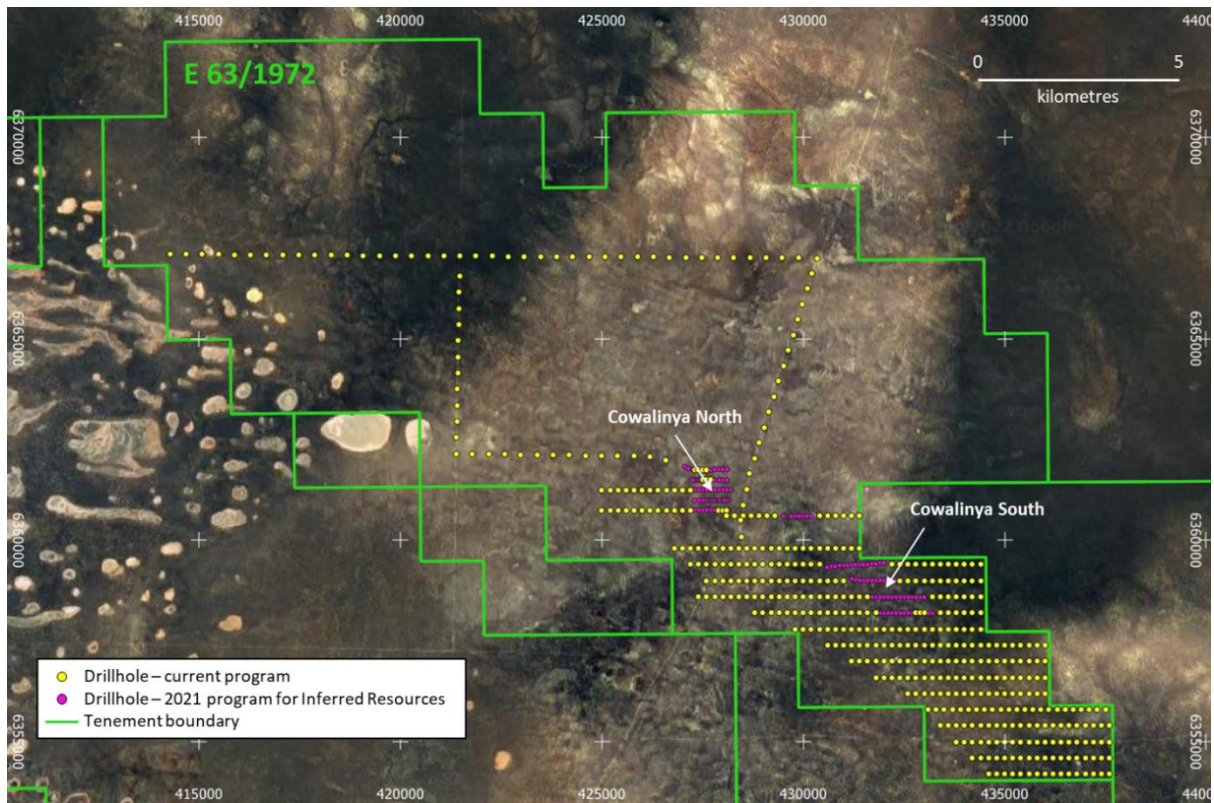 415000 420000 425000 430000 435000 4400
E 63/1972
0 5
kilometres
6370000 6370000
6365000 6365000
Cowalinya North
Cowalinya South
6360000 6360000
Drillhole – current program
Drillhole – 2021 program for Inferred Resources
Tenement boundary
6355000 6355000
415000 420000 425000 430000 435000 4400